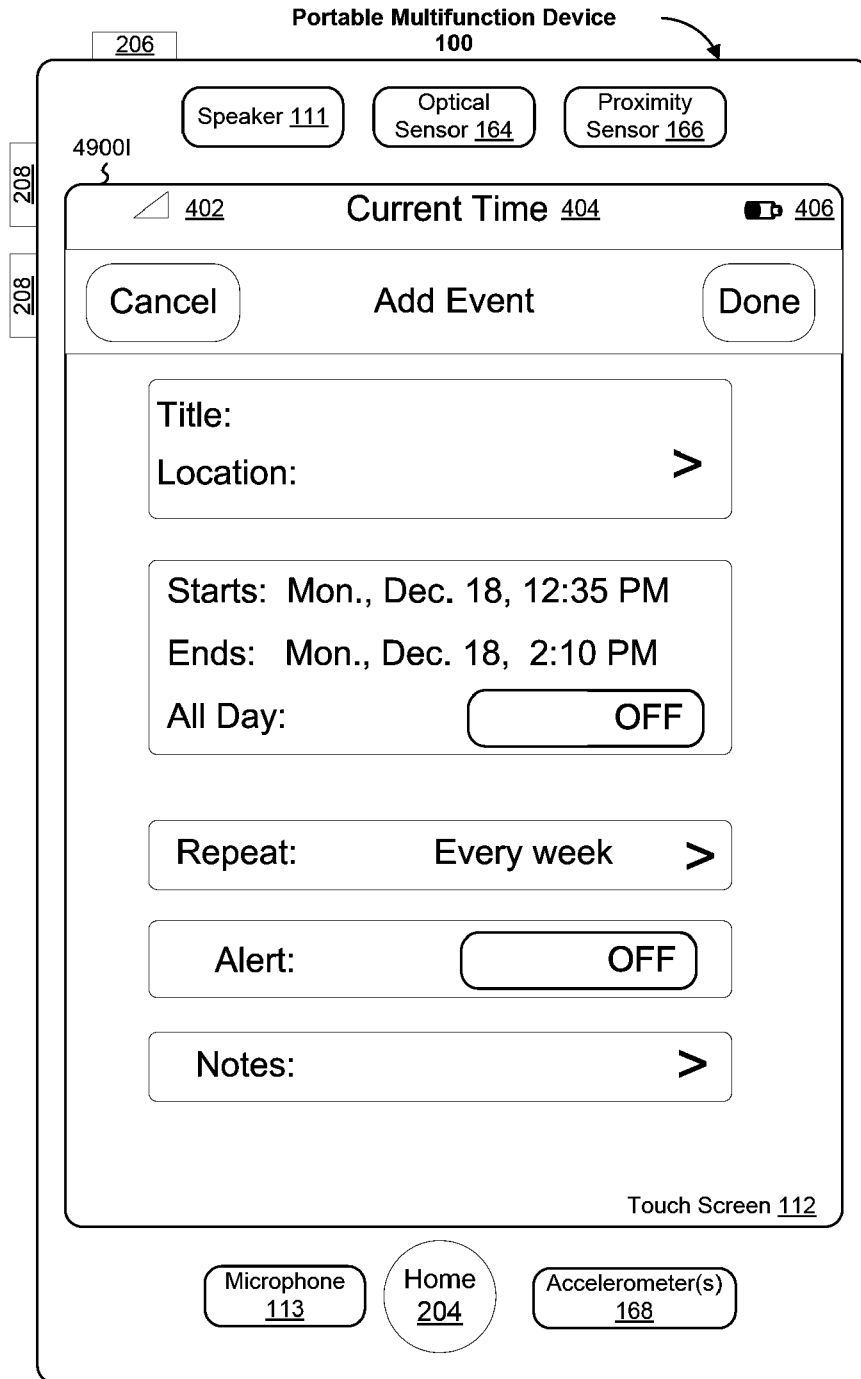 Portable Multifunction Device
100
206
Speaker 111
Optical
Sensor 164
Proximity
Sensor 166
4900I
208
402
Current Time 404
406
208
Cancel
Add Event
Done
Title:
Location:
>
Starts: Mon., Dec. 18, 12:35 PM
Ends: Mon., Dec. 18, 2:10 PM
All Day:
OFF
Repeat:
Every week
>
Alert:
OFF
Notes:
>
Touch Screen 112
Microphone
113
Home
204
Accelerometer(s)
168